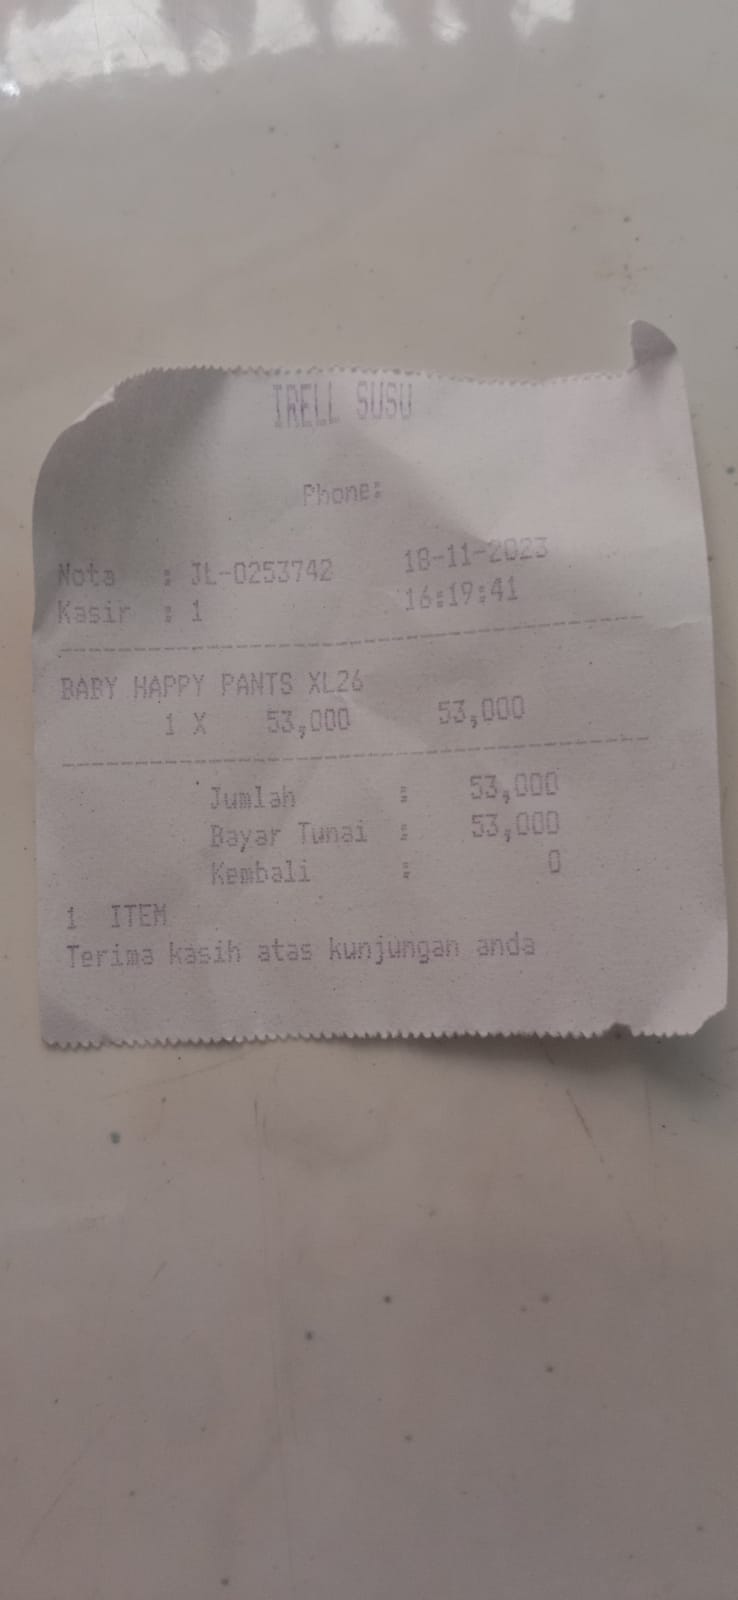 IRELL SUSU
Phone:
Nota : JL-0253742 18-11-2023
Kasir : 1 16:19:41
BABY HAPPY PANTS XL26
1 X 53,000 53,000
Jumlah : 53,000
Bayar Tunai : 53,000
Kembali : 0
1 ITEM
Terima kasih atas kunjungan anda